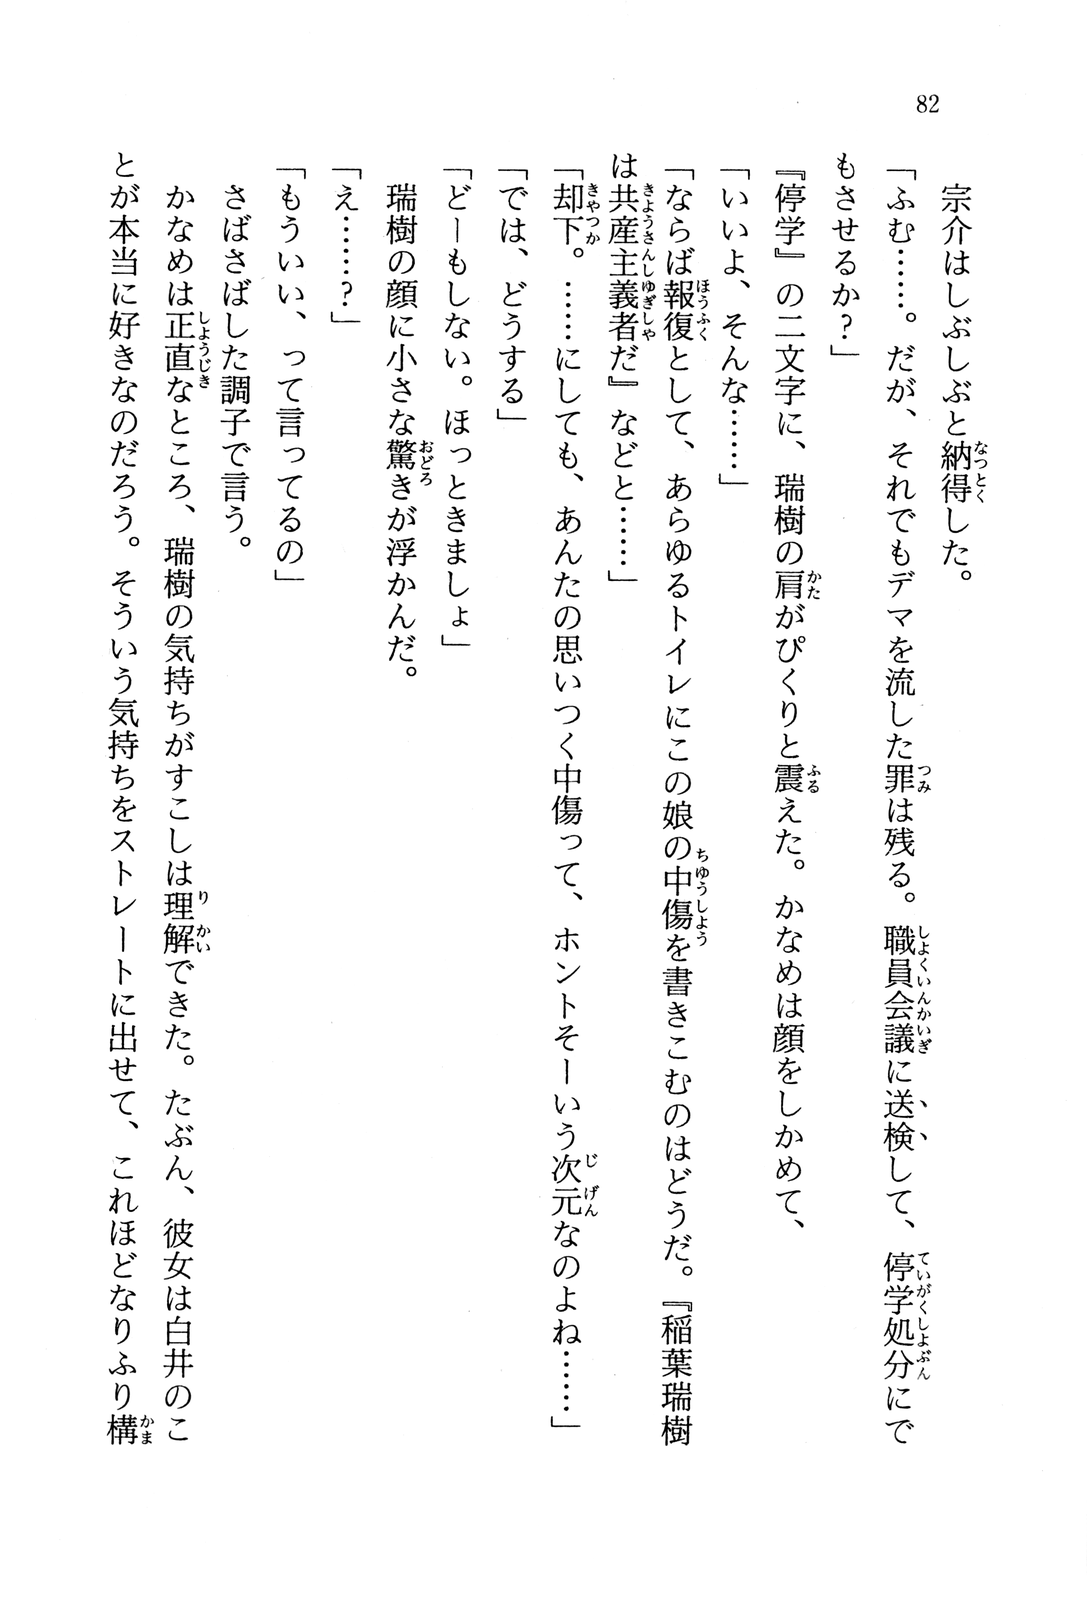 82
宗介はしぶしぶと納得した。
「ふむ……。だが、それでもデマを流した罪は残る。職員会議に送検して、停学処分にで
もさせるか？」
『停学』の二文字に、瑞樹の肩がぴくりと震えた。かなめは顔をしかめて、
「いいよ、そんな……」
「ならば報復として、あらゆるトイレにこの娘の中傷を書きこむのはどうだ。『稲葉瑞樹
は共産主義者だ』などと……」
「却下。……にしても、あんたの思いつく中傷って、ホントそーいう次元なのよね……」
「では、どうする」
「どーもしない。ほっときましょ」
瑞樹の顔に小さな驚きが浮かんだ。
「え……？」
「もういい、って言ってるの」
さばさばした調子で言う。
かなめは正直なところ、瑞樹の気持ちがすこしは理解できた。たぶん、彼女は白井のこ
とが本当に好きなのだろう。そういう気持ちをストレートに出せて、これほどなりふり構